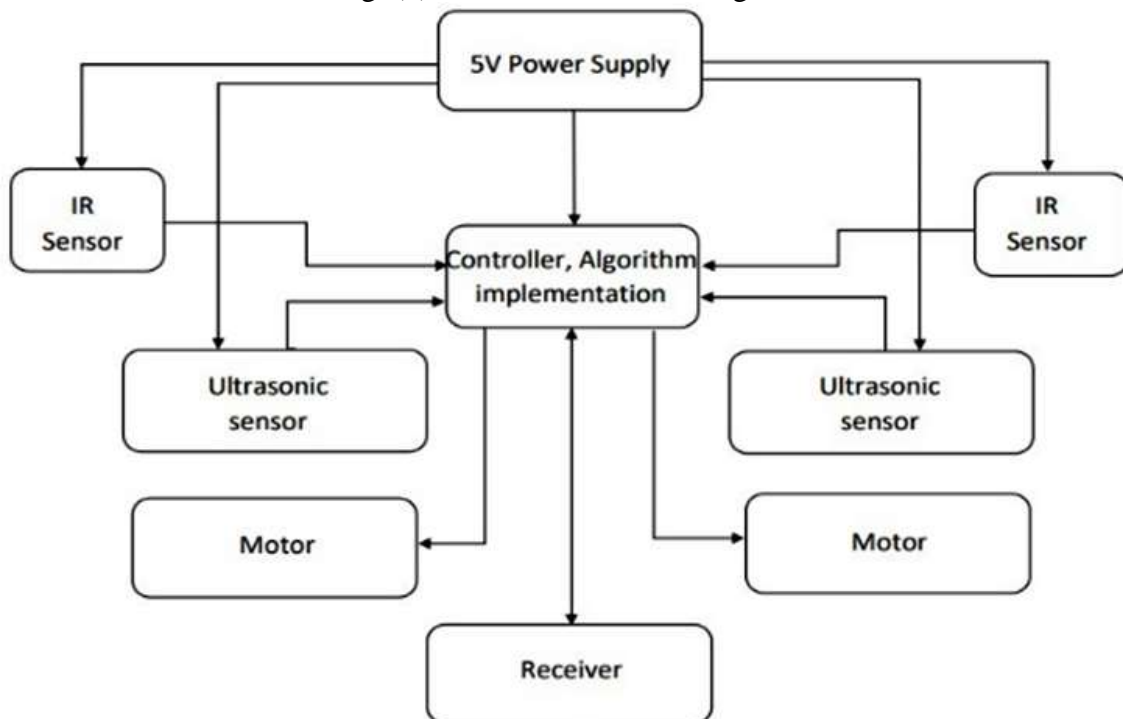 5V Power Supply
IR
Sensor
IR
Sensor
Controller, Algorithm
implementation
Ultrasonic
sensor
Ultrasonic
sensor
Motor
Motor
Receiver